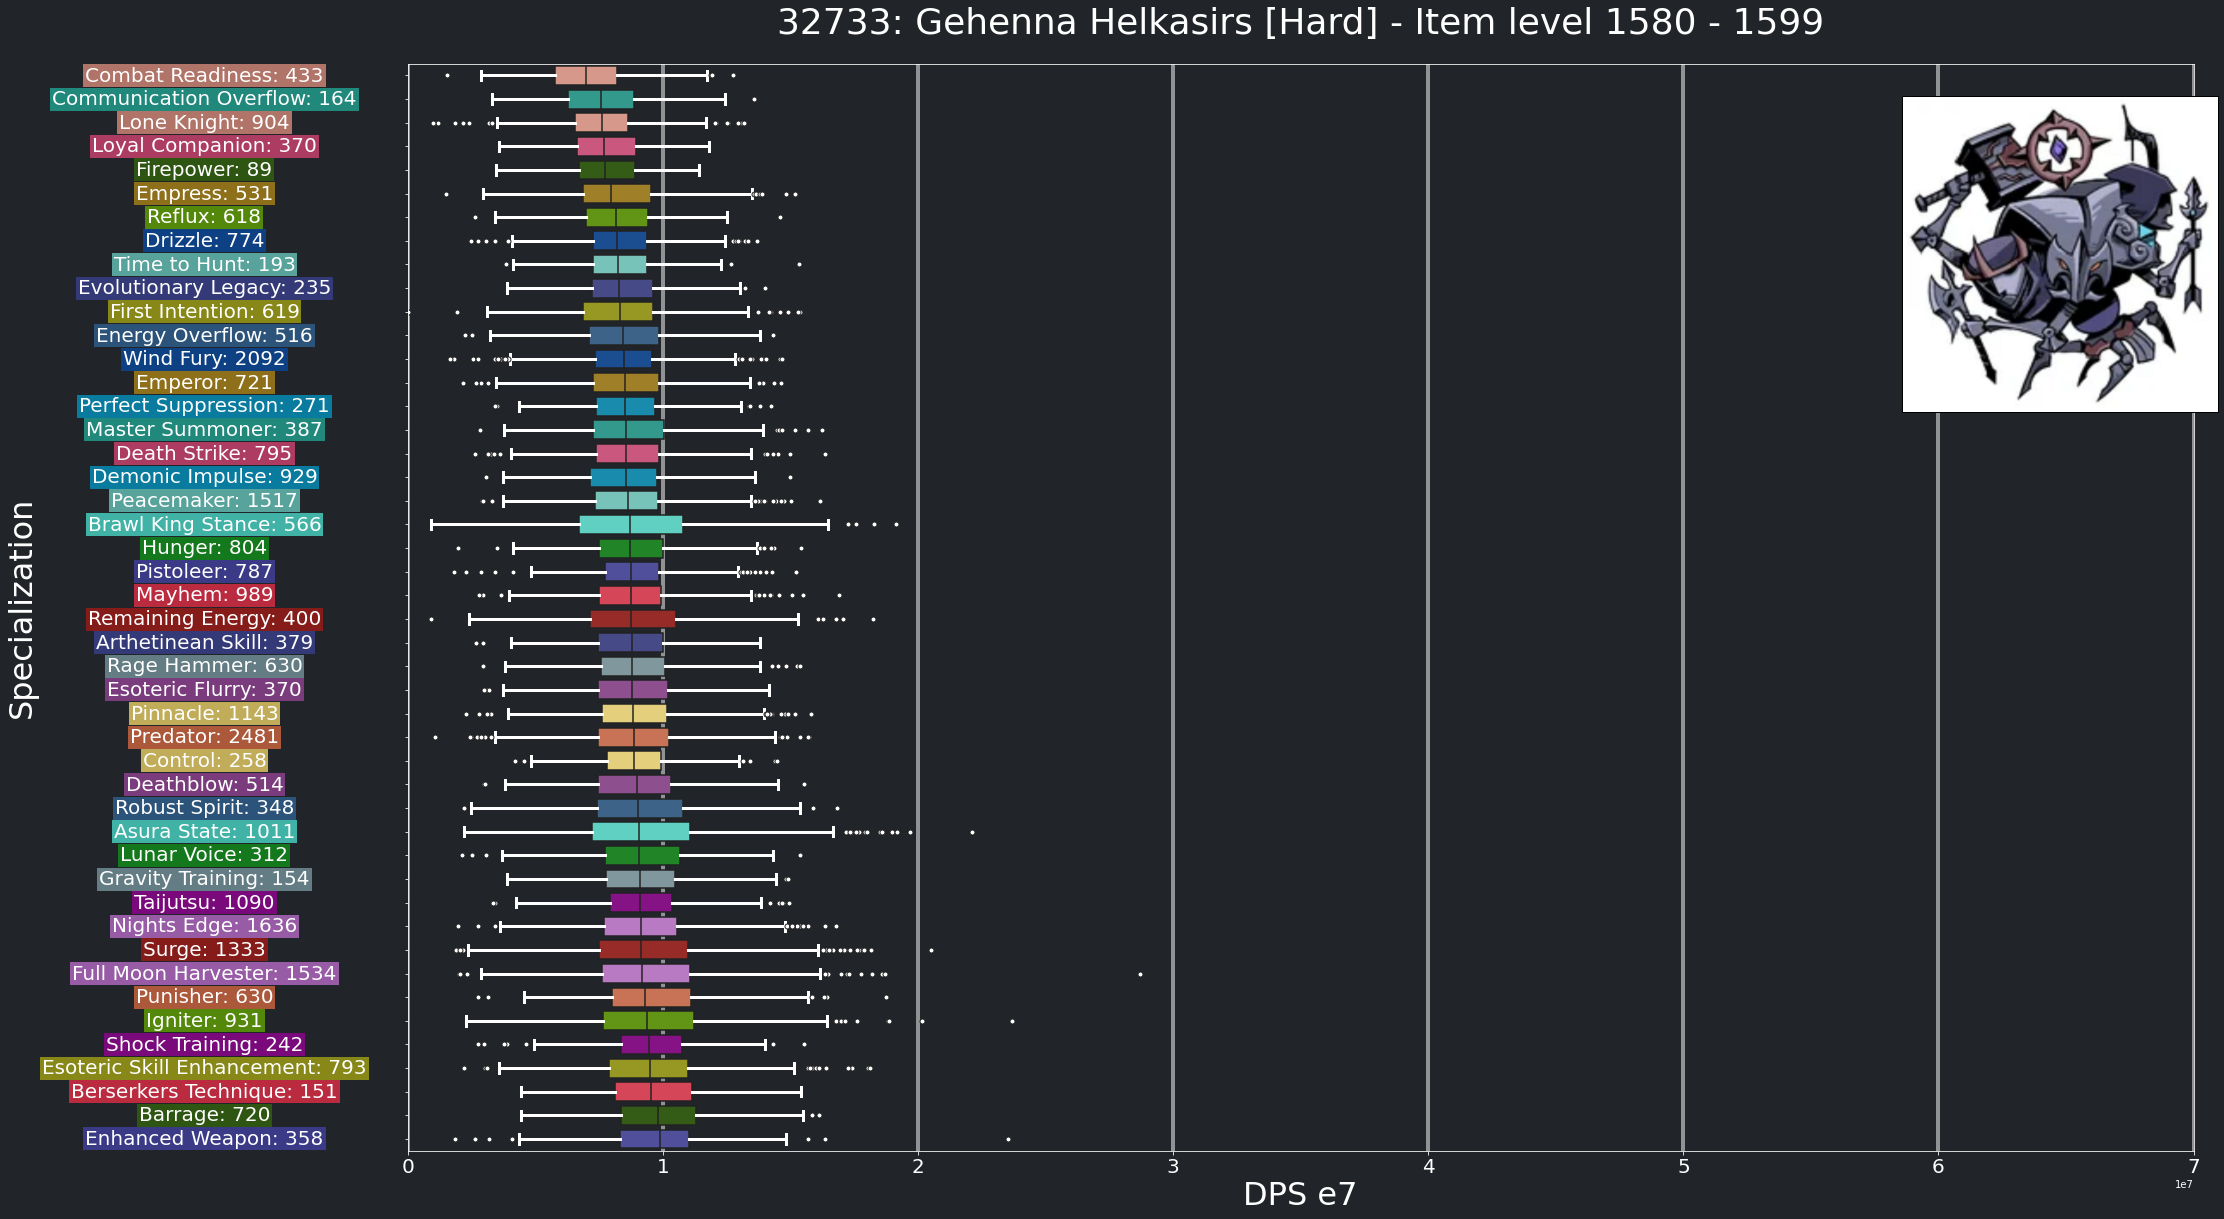 32733: Gehenna Helkasirs [Hard] - Item level 1580 - 1599
Specialization
Combat Readiness: 433
Communication Overflow: 164
Lone Knight: 904
Loyal Companion: 370
Firepower: 89
Empress: 531
Reflux: 618
Drizzle: 774
Time to Hunt: 193
Evolutionary Legacy: 235
First Intention: 619
Energy Overflow: 516
Wind Fury: 2092
Emperor: 721
Perfect Suppression: 271
Master Summoner: 387
Death Strike: 795
Demonic Impulse: 929
Peacemaker: 1517
Brawl King Stance: 566
Hunger: 804
Pistoleer: 787
Mayhem: 989
Remaining Energy: 400
Arthetinean Skill: 379
Rage Hammer: 630
Esoteric Flurry: 370
Pinnacle: 1143
Predator: 2481
Control: 258
Deathblow: 514
Robust Spirit: 348
Asura State: 1011
Lunar Voice: 312
Gravity Training: 154
Taijutsu: 1090
Nights Edge: 1636
Surge: 1333
Full Moon Harvester: 1534
Punisher: 630
Igniter: 931
Shock Training: 242
Esoteric Skill Enhancement: 793
Berserkers Technique: 151
Barrage: 720
Enhanced Weapon: 358
0 1 2 3 4 5 6 7
1e7
DPS e7